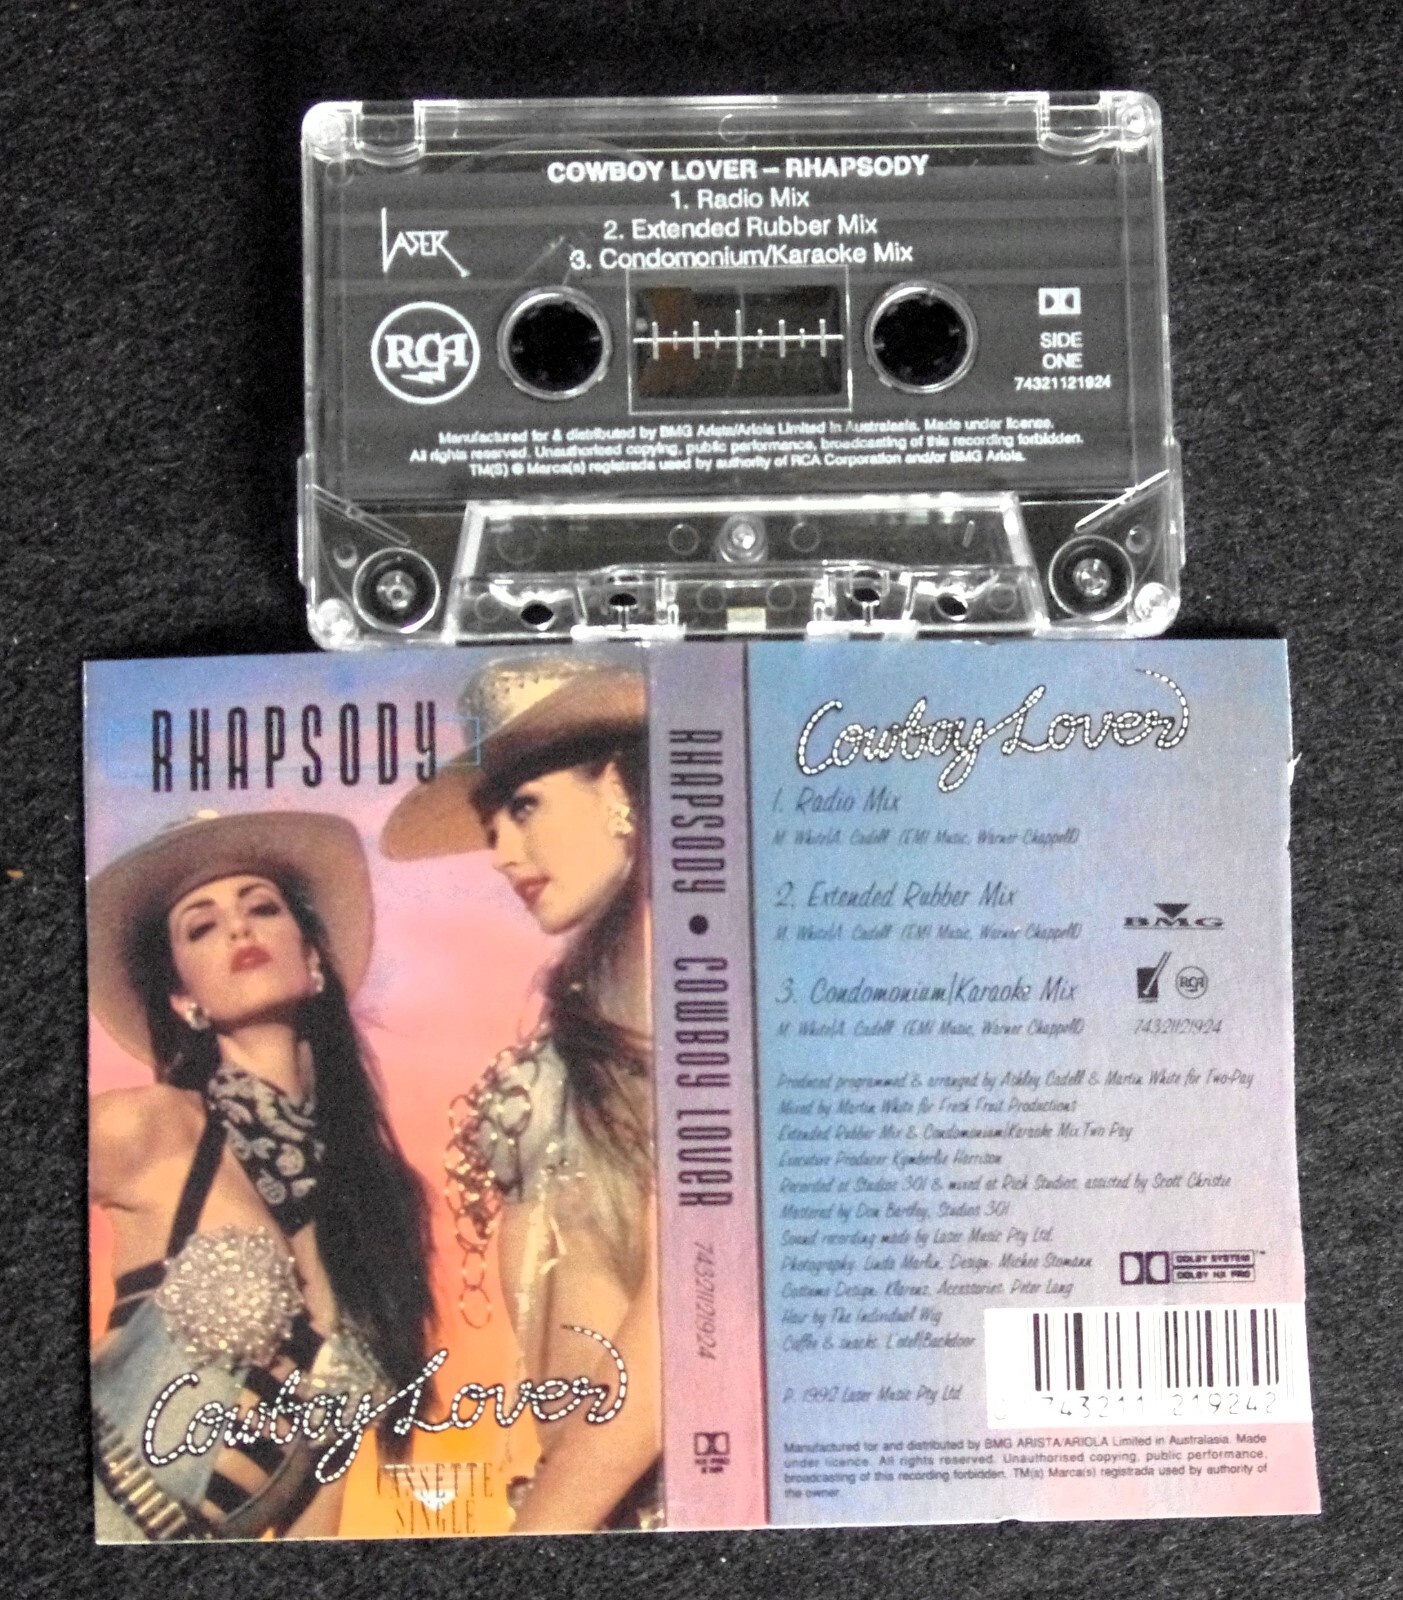 COWBOY LOVER – RHAPSODY
1. Radio Mix
2. Extended Rubber Mix
3. Condomonium/Karaoke Mix
LASER
RCA
SIDE
ONE
74321121924
Manufactured for & distributed by BMG Arista/Ariola Limited in Australasia. Made under license.
All rights reserved. Unauthorised copying, public performance, broadcasting of this recording forbidden.
TM(S) ® Marca(s) registrada used by authority of RCA Corporation and/or BMG Ariola.
RHAPSODY
Cowboy Lover
CASSETTE
SINGLE
RHAPSODY • COWBOY LOVER
74321121924
Cowboy Lover
1. Radio Mix
M. White/A. Cadell (EMI Music, Warner Chappell)
2. Extended Rubber Mix
M. White/A. Cadell (EMI Music, Warner Chappell)
3. Condomonium/Karaoke Mix
M. White/A. Cadell (EMI Music, Warner Chappell)
BMG
RCA
74321121924
Produced programmed & arranged by Ashley Cadell & Martin White for Two-Pay
Mixed by Martin White for Fresh Fruit Productions
Extended Rubber Mix & Condomonium/Karaoke Mix Two Pay
Executive Producer Kymberlie Harrison
Recorded at Studios 301 & mixed at Rich Studios, assisted by Scott Christie
Mastered by Don Bartley, Studios 301
Sound recording made by Laser Music Pty Ltd.
Photography: Linda Marlin, Design:
Costume Design: Klarenz, Accessories: Peter Lang
Hair by The Individual Wig
Coffee & snacks: L'otel/Backdoor
P. 1992 Laser Music Pty Ltd
DOLBY SYSTEM
DOLBY HX PRO
743211 219242
Manufactured for and distributed by BMG ARISTA/ARIOLA Limited in Australasia. Made
under licence. All rights reserved. Unauthorised copying, public performance,
broadcasting of this recording forbidden. TM(s) Marca(s) registrada used by authority of
the owner.